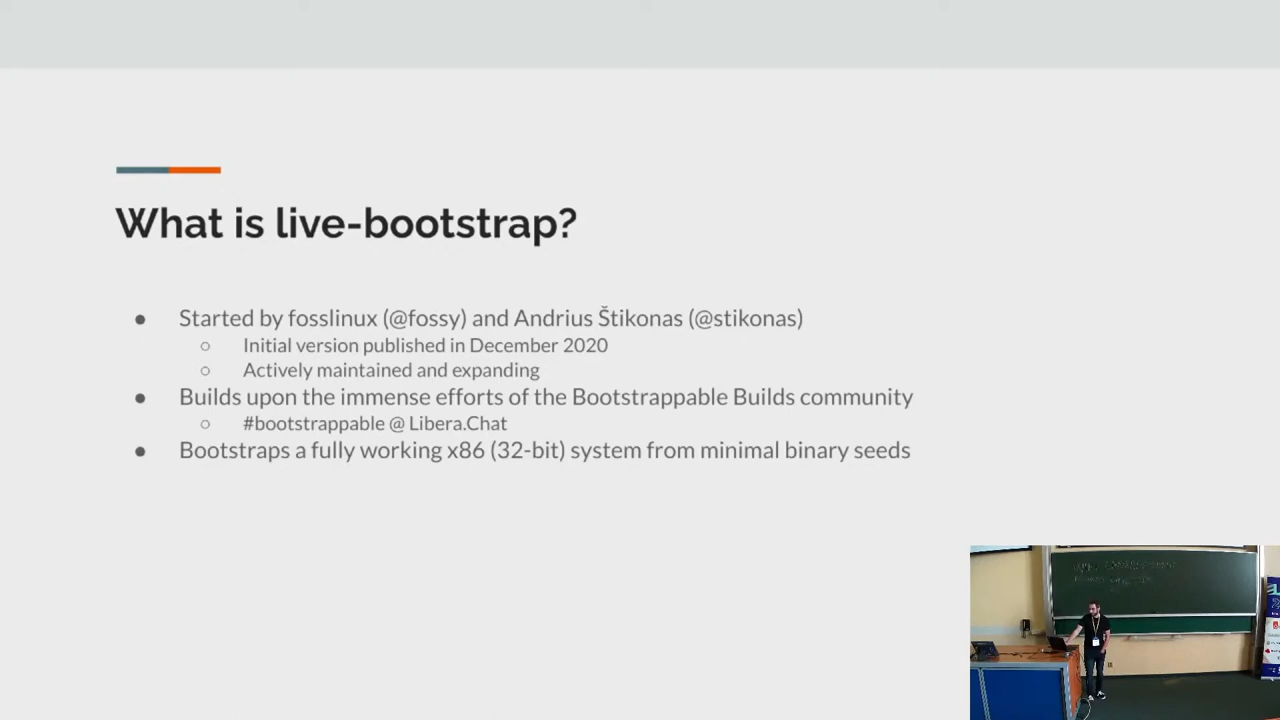 What is live-bootstrap?
● Started by fosslinux (@fossy) and Andrius Štikonas (@stikonas)
○ Initial version published in December 2020
○ Actively maintained and expanding
● Builds upon the immense efforts of the Bootstrappable Builds community
○ #bootstrappable @ Libera.Chat
● Bootstraps a fully working x86 (32-bit) system from minimal binary seeds